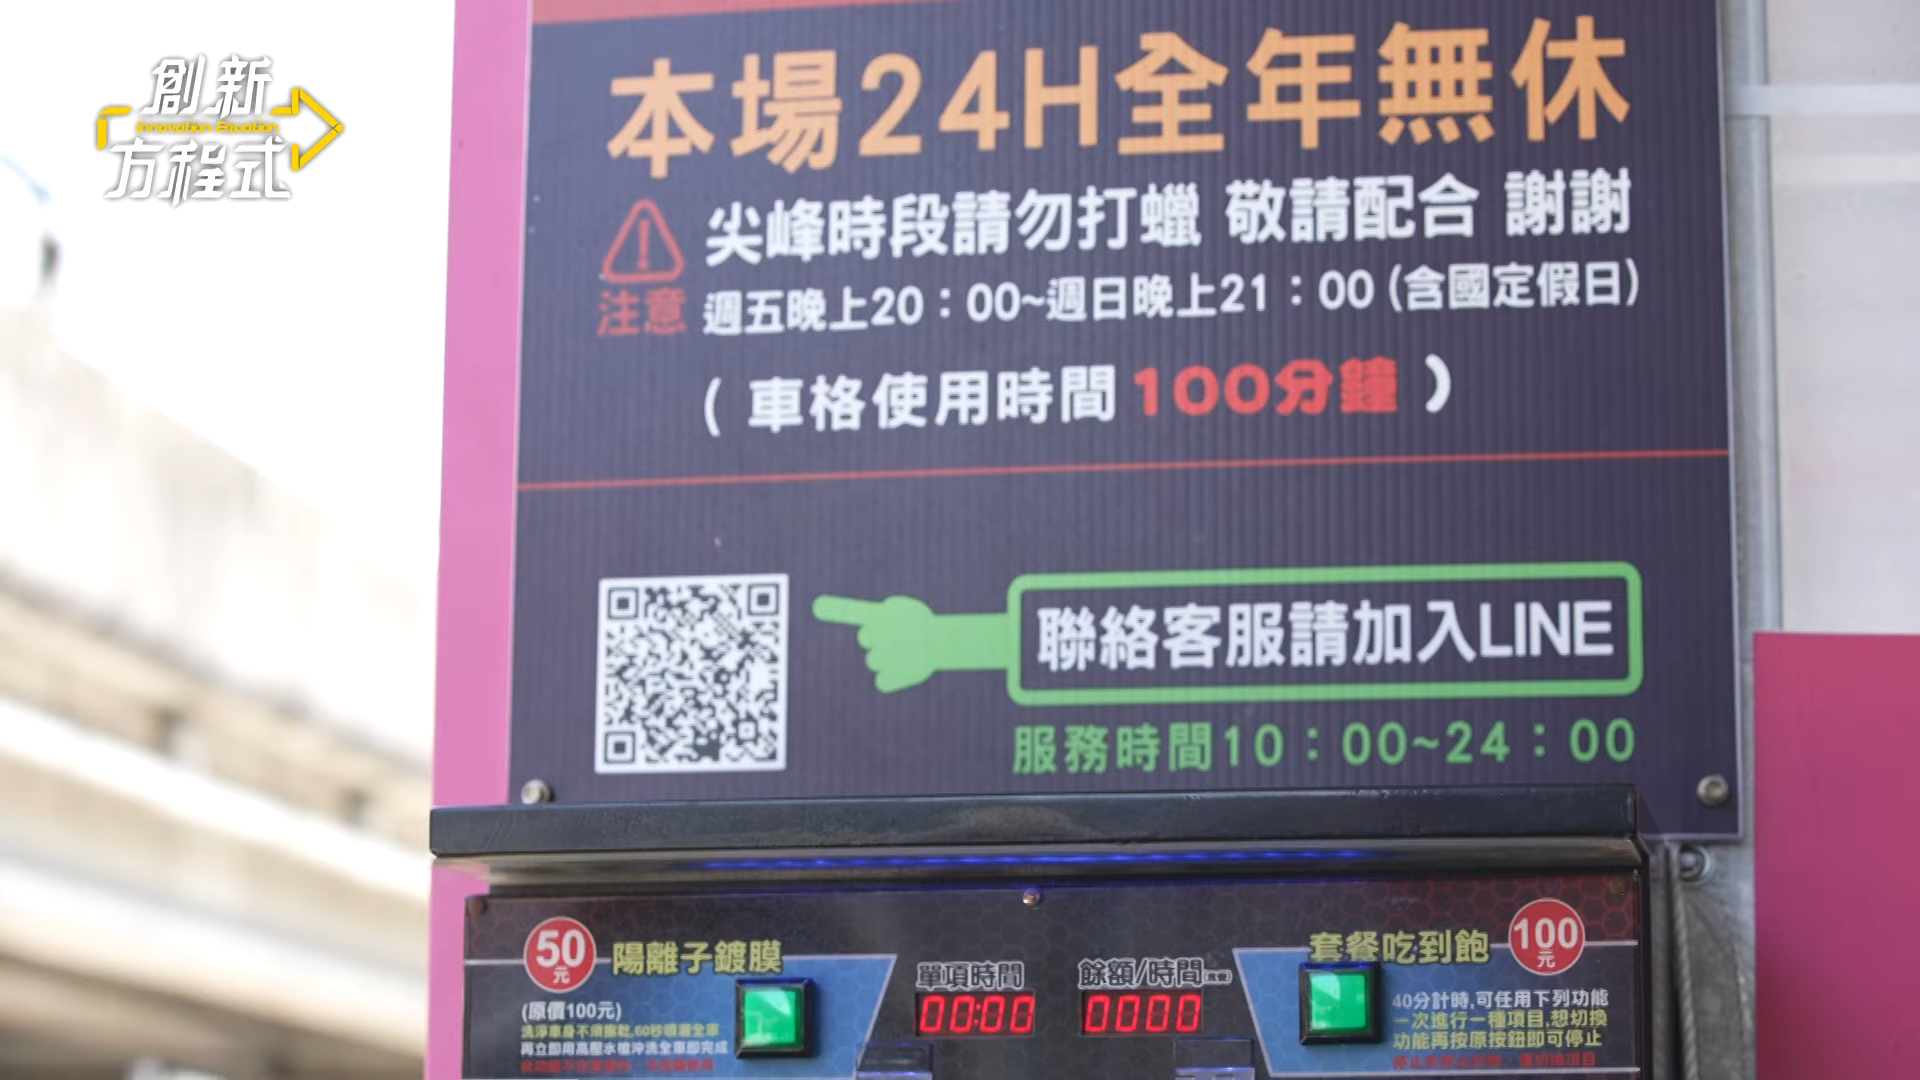 創新
Innovation Equation
方程式
本場24H全年無休
尖峰時段請勿打蠟 敬請配合 謝謝
注意
週五晚上20：00~週日晚上21：00(含國定假日)
(車格使用時間100分鐘)
聯絡客服請加入LINE
服務時間10：00~24：00
50元
陽離子鍍膜
(原價100元)
洗淨車身不須擦乾,60秒噴灑全車
再立即用高壓水槍沖洗全車即完成
單項時間
00:00
餘額/時間
0000
套餐吃到飽
100元
40分計時,可任用下列功能
一次進行一種項目,想切換
功能再按原按鈕即可停止